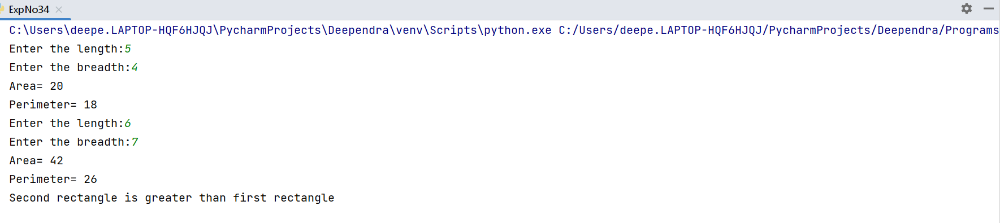 ExpNo34
C:\Users\deepe.LAPTOP-HQF6HJQJ\PycharmProjects\Deependra\venv\Scripts\python.exe C:/Users/deepe.LAPTOP-HQF6HJQJ/PycharmProjects/Deependra/Programs
Enter the length:5
Enter the breadth:4
Area= 20
Perimeter= 18
Enter the length:6
Enter the breadth:7
Area= 42
Perimeter= 26
Second rectangle is greater than first rectangle